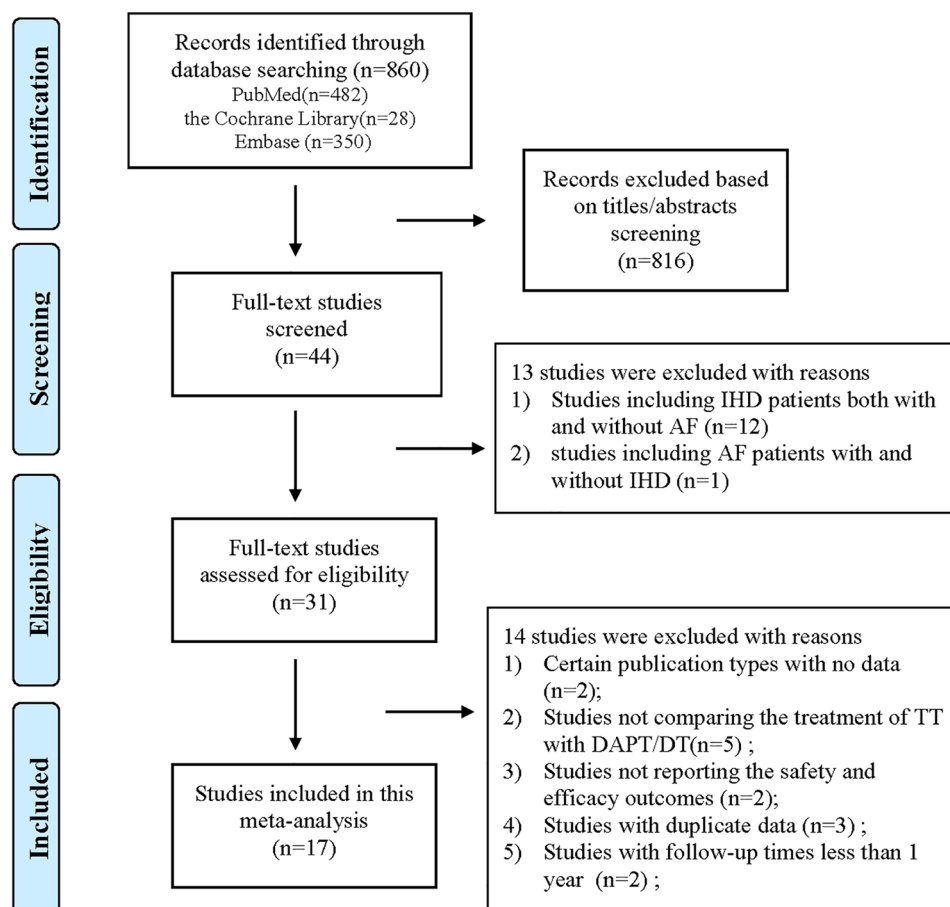 Identification
Records identified through
database searching (n=860)
PubMed(n=482)
the Cochrane Library(n=28)
Embase (n=350)
Records excluded based
on titles/abstracts
screening
(n=816)
Screening
Full-text studies
screened
(n=44)
13 studies were excluded with reasons
1) Studies including IHD patients both with
and without AF (n=12)
2) studies including AF patients with and
without IHD (n=1)
Eligibility
Full-text studies
assessed for eligibility
(n=31)
14 studies were excluded with reasons
1) Certain publication types with no data
(n=2);
2) Studies not comparing the treatment of TT
with DAPT/DT(n=5) ;
3) Studies not reporting the safety and
efficacy outcomes (n=2);
4) Studies with duplicate data (n=3) ;
5) Studies with follow-up times less than 1
year (n=2) ;
Included
Studies included in this
meta-analysis
(n=17)